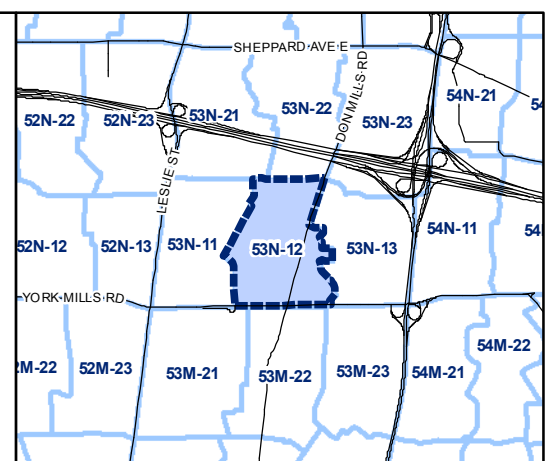 SHEPPARD AVE E
DON MILLS RD
LESLIE ST
YORK MILLS RD
52N-22
52N-23
53N-21
53N-22
53N-23
54N-21
54
52N-12
52N-13
53N-11
53N-12
53N-13
54N-11
54
2M-22
52M-23
53M-21
53M-22
53M-23
54M-21
54M-22